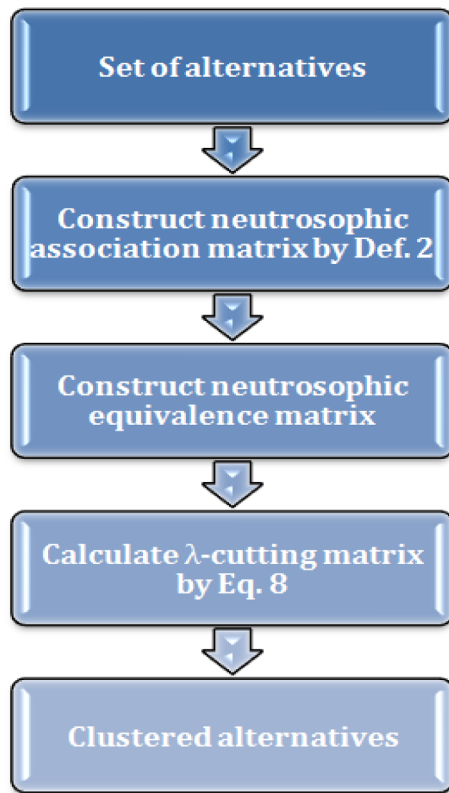 Set of alternatives
Construct neutrosophic
association matrix by Def. 2
Construct neutrosophic
equivalence matrix
Calculate λ-cutting matrix
by Eq. 8
Clustered alternatives